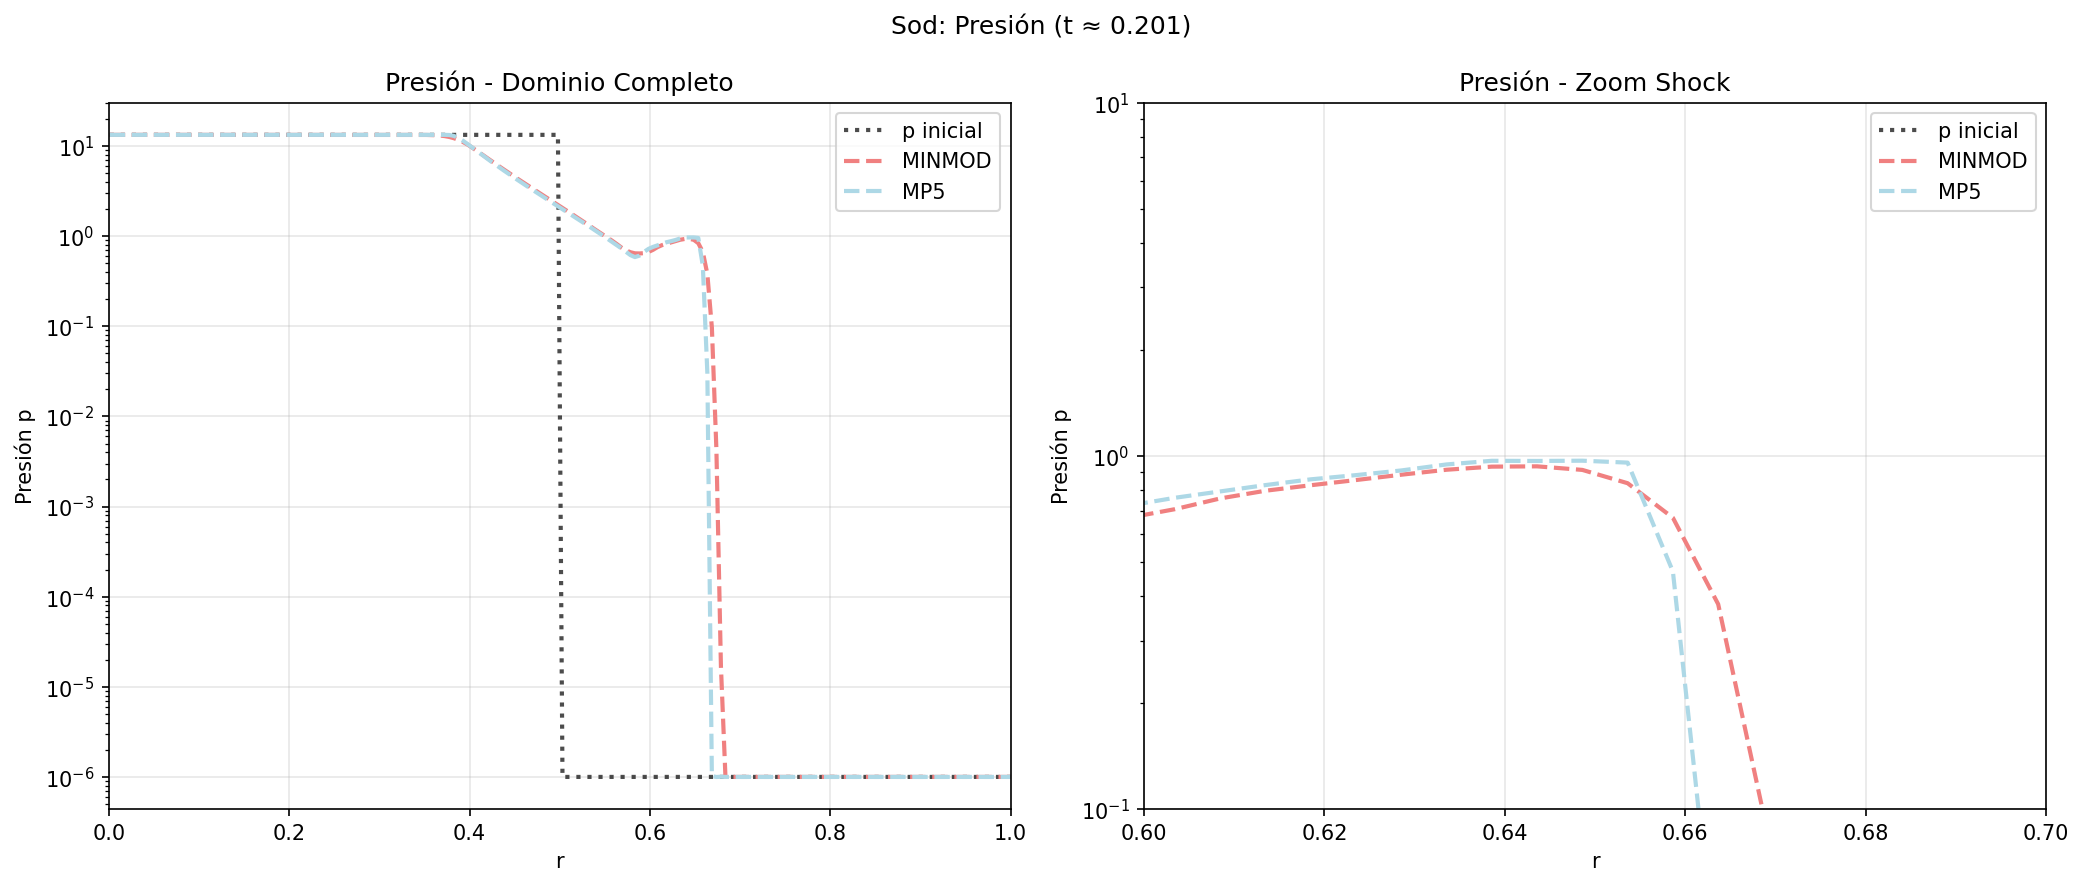 Sod: Presión (t ≈ 0.201)
Presión - Dominio Completo
p inicial
MINMOD
MP5
Presión p
10¹
10⁰
10⁻¹
10⁻²
10⁻³
10⁻⁴
10⁻⁵
10⁻⁶
0.0 0.2 0.4 0.6 0.8 1.0
r
Presión - Zoom Shock
p inicial
MINMOD
MP5
Presión p
10¹
10⁰
10⁻¹
0.60 0.62 0.64 0.66 0.68 0.70
r